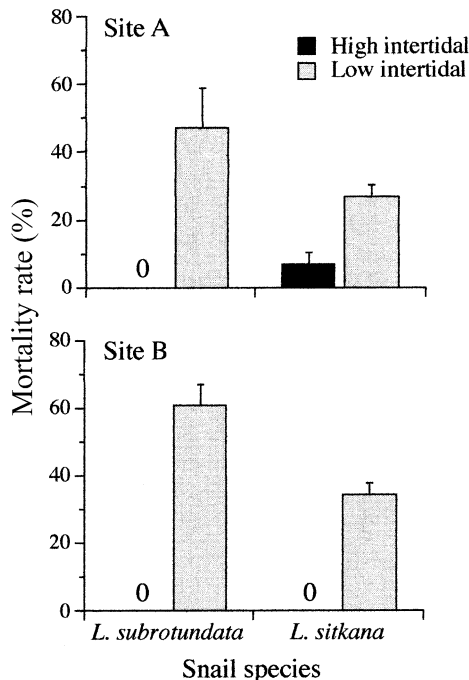 80
Site A
High intertidal
Low intertidal
60
40
20
0
0
Mortality rate (%)
80
Site B
60
40
20
0
0
0
L. subrotundata
L. sitkana
Snail species